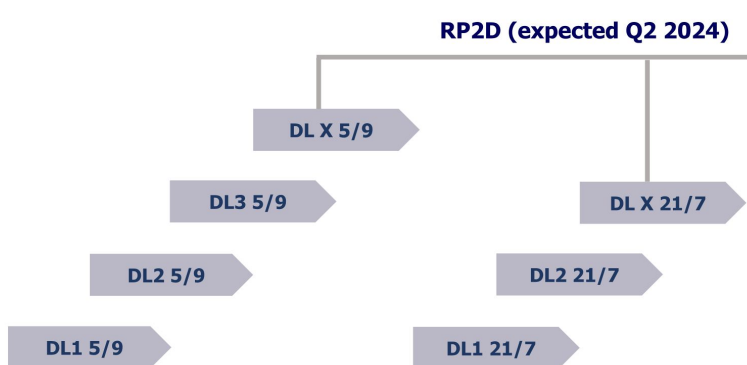 RP2D (expected Q2 2024)
DL X 5/9
DL3 5/9
DL X 21/7
DL2 5/9
DL2 21/7
DL1 5/9
DL1 21/7